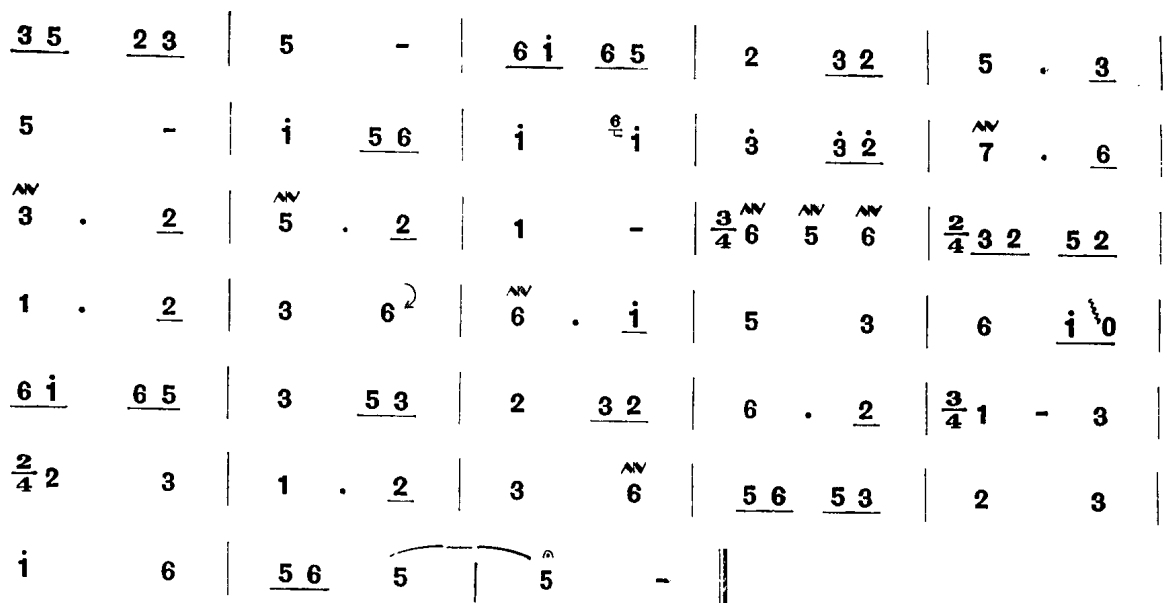 3 5 2 3 | 5 - | 6 i̇ 6 5 | 2 3 2 | 5 . 3 |
5 - | i̇ 5 6 | i̇ 6 i̇ | 3̇ 3̇ 2̇ | 7 . 6 |
3 . 2 | 5 . 2 | 1 - | 3/4 6 5 6 | 2/4 3 2 5 2 |
1 . 2 | 3 6 | 6 . i̇ | 5 3 | 6 i̇ 0 |
6 i̇ 6 5 | 3 5 3 | 2 3 2 | 6 . 2 | 3/4 1 - 3 |
2/4 2 3 | 1 . 2 | 3 6 | 5 6 5 3 | 2 3 |
i̇ 6 | 5 6 5 | 5 - ‖